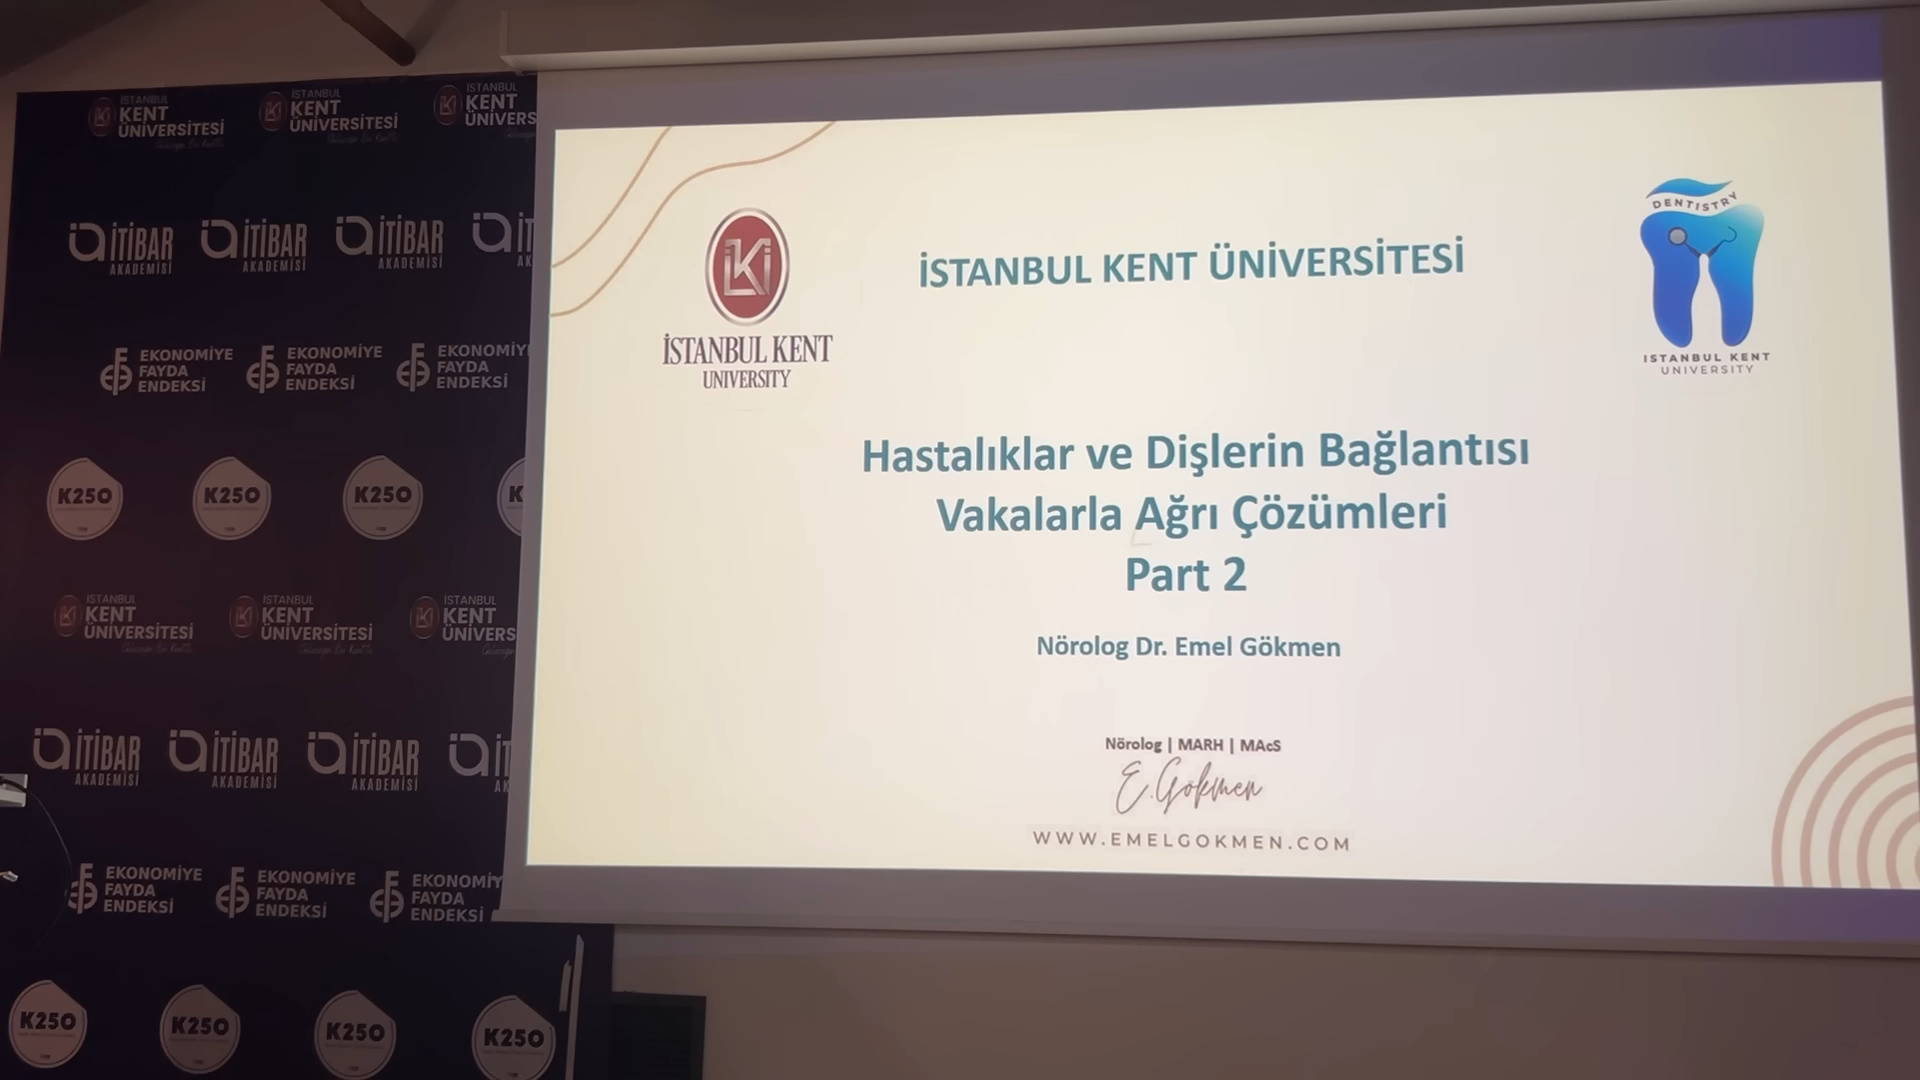 İSTANBUL
KENT
ÜNİVERSİTESİ
İSTANBUL
KENT
ÜNİVERSİTESİ
İSTANBUL
KENT
ÜNİVERS
İTİBAR
AKADEMİSİ
İTİBAR
AKADEMİSİ
İTİBAR
AKADEMİSİ
EKONOMİYE
FAYDA
ENDEKSİ
EKONOMİYE
FAYDA
ENDEKSİ
EKONOMİY
FAYDA
ENDEKSİ
K250
K250
K250
K
İSTANBUL
KENT
ÜNİVERSİTESİ
İSTANBUL
KENT
ÜNİVERSİTESİ
İSTANBUL
KENT
ÜNİVERS
İTİBAR
AKADEMİSİ
İTİBAR
AKADEMİSİ
İTİBAR
AKADEMİSİ
EKONOMİYE
FAYDA
ENDEKSİ
EKONOMİYE
FAYDA
ENDEKSİ
EKONOMİY
FAYDA
ENDEKSİ
K250
K250
K250
K250
İSTANBUL KENT
UNIVERSITY
İSTANBUL KENT ÜNİVERSİTESİ
DENTISTRY
ISTANBUL KENT
UNIVERSITY
Hastalıklar ve Dişlerin Bağlantısı
Vakalarla Ağrı Çözümleri
Part 2
Nörolog Dr. Emel Gökmen
Nörolog | MARH | MAcS
E.Gökmen
WWW.EMELGOKMEN.COM